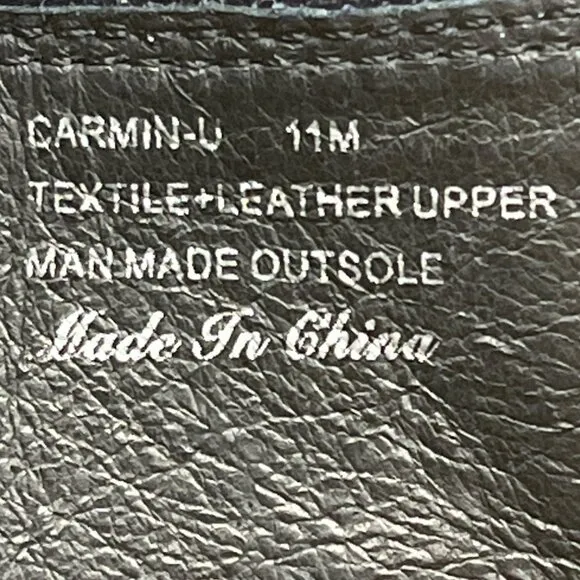 CARMIN-U 11M
TEXTILE+LEATHER UPPER
MAN MADE OUTSOLE
Made In China